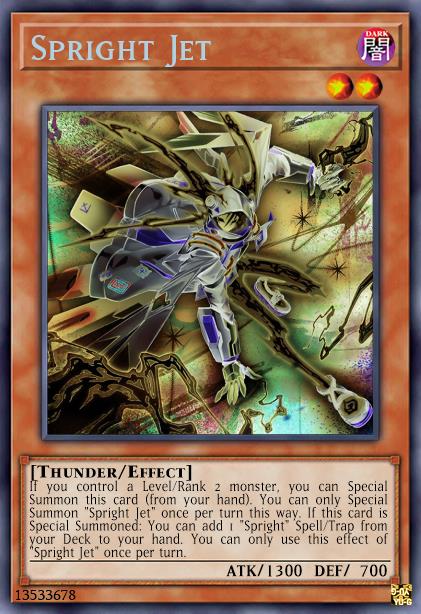 Spright Jet
DARK
闇
[Thunder/Effect]
If you control a Level/Rank 2 monster, you can Special
Summon this card (from your hand). You can only Special
Summon "Spright Jet" once per turn this way. If this card is
Special Summoned: You can add 1 "Spright" Spell/Trap from
your Deck to your hand. You can only use this effect of
"Spright Jet" once per turn.
ATK/1300 DEF/ 700
13533678